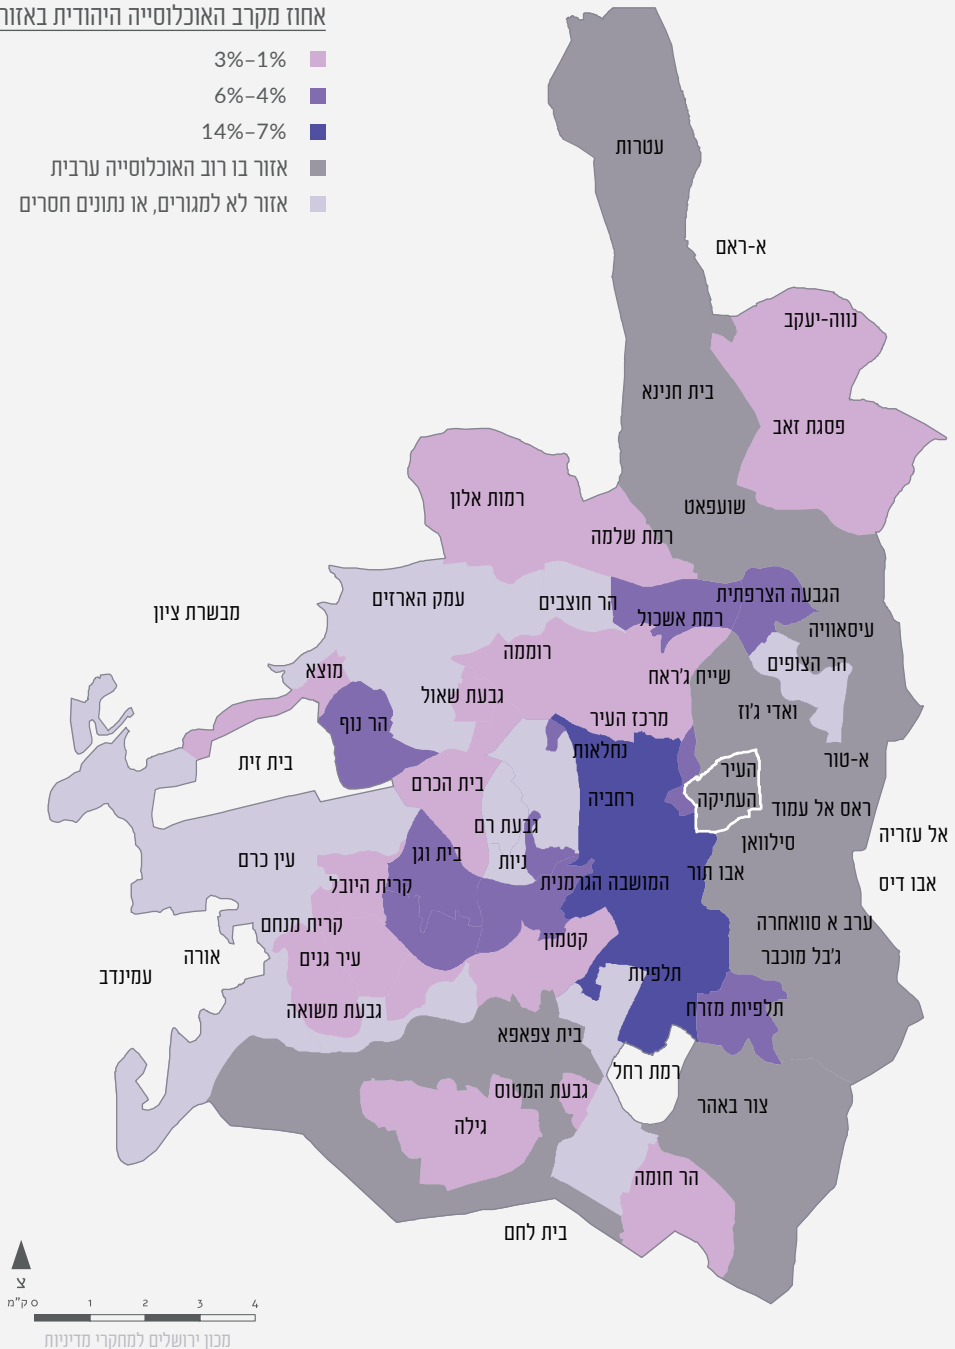 אחוז מקרב האוכלוסייה היהודית באזור
3%–1%
6%–4%
14%–7%
אזור בו רוב האוכלוסייה ערבית
אזור לא למגורים, או נתונים חסרים
עטרות
א-ראם
נווה-יעקב
בית חנינא
פסגת זאב
רמות אלון
שועפאט
רמת שלמה
הגבעה הצרפתית
עמק הארזים
הר חוצבים
רמת אשכול
מבשרת ציון
עיסאוויה
רוממה
הר הצופים
מוצא
שייח ג'ראח
גבעת שאול
ואדי ג'וז
מרכז העיר
הר נוף
נחלאות
א-טור
בית זית
העיר
העתיקה
בית הכרם
רחביה
ראס אל עמוד
גבעת רם
אל עזריה
סילוואן
בית וגן
עין כרם
ניות
אבו תור
קרית היובל
המושבה הגרמנית
אבו דיס
קרית מנחם
ערב א סוואחרה
קטמון
אורה
עיר גנים
ג'בל מוכבר
עמינדב
תלפיות
גבעת משואה
תלפיות מזרח
בית צפאפא
רמת רחל
גבעת המטוס
צור באהר
גילה
הר חומה
בית לחם
צ
ק"מ 0 1 2 3 4
מכון ירושלים למחקרי מדיניות